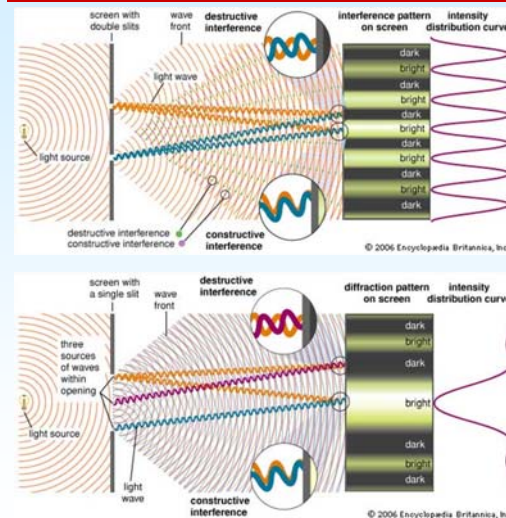 screen with
double slits
wave
front
destructive
interference
interference pattern
on screen
intensity
distribution curve
light wave
light source
dark
bright
dark
bright
dark
bright
dark
bright
dark
bright
dark
destructive interference
constructive interference
constructive
interference
© 2006 Encyclopædia Britannica, Inc
screen with
a single slit
wave
front
destructive
interference
diffraction pattern
on screen
intensity
distribution curve
three
sources
of waves
within
opening
light source
light
wave
dark
bright
dark
bright
dark
bright
dark
constructive
interference
© 2006 Encyclopædia Britannica, Inc